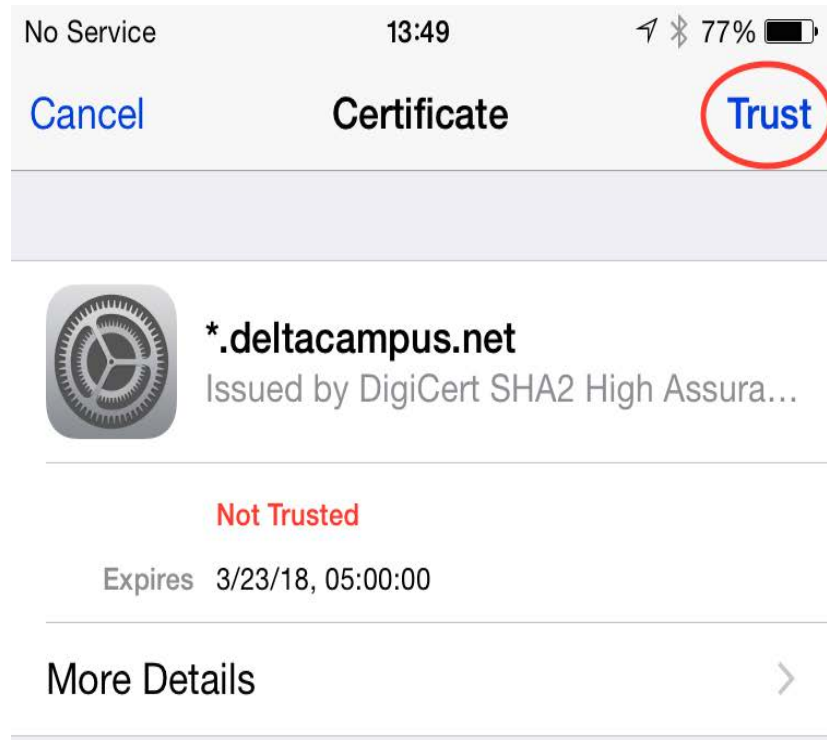 No Service 13:49 77%
Cancel Certificate Trust
*.deltacampus.net
Issued by DigiCert SHA2 High Assura...
Not Trusted
Expires 3/23/18, 05:00:00
More Details